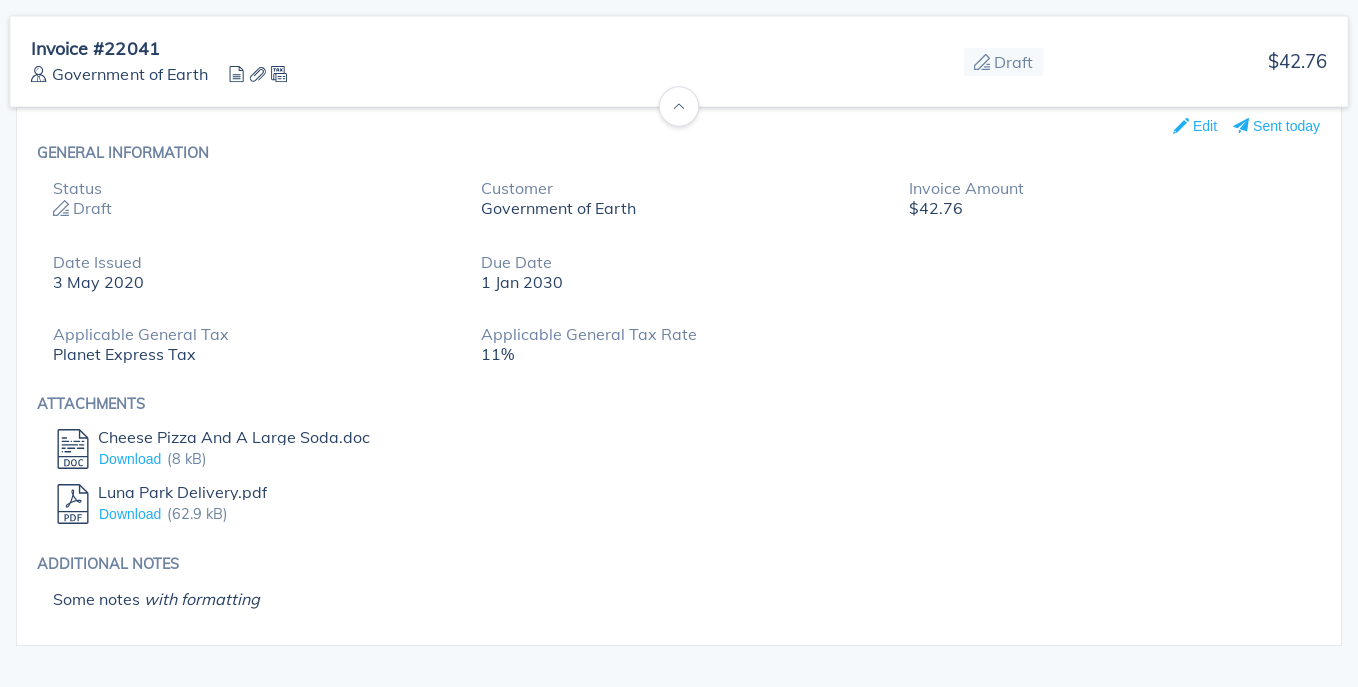 Invoice #22041
Government of Earth
TAX
Draft
$42.76
Edit
Sent today
GENERAL INFORMATION
Status
Customer
Invoice Amount
Draft
Government of Earth
$42.76
Date Issued
Due Date
3 May 2020
1 Jan 2030
Applicable General Tax
Applicable General Tax Rate
Planet Express Tax
11%
ATTACHMENTS
Cheese Pizza And A Large Soda.doc
DOC
Download (8 kB)
Luna Park Delivery.pdf
PDF
Download (62.9 kB)
ADDITIONAL NOTES
Some notes with formatting